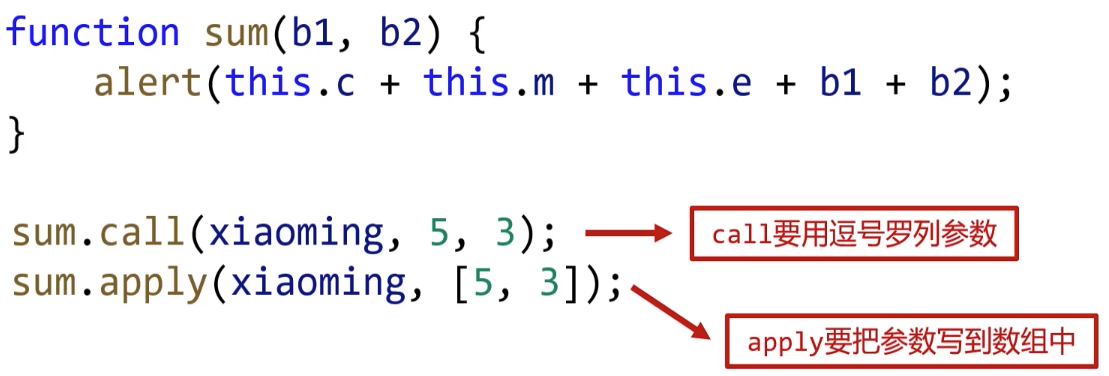 function sum(b1, b2) {
    alert(this.c + this.m + this.e + b1 + b2);
}
sum.call(xiaoming, 5, 3);
call要用逗号罗列参数
sum.apply(xiaoming, [5, 3]);
apply要把参数写到数组中